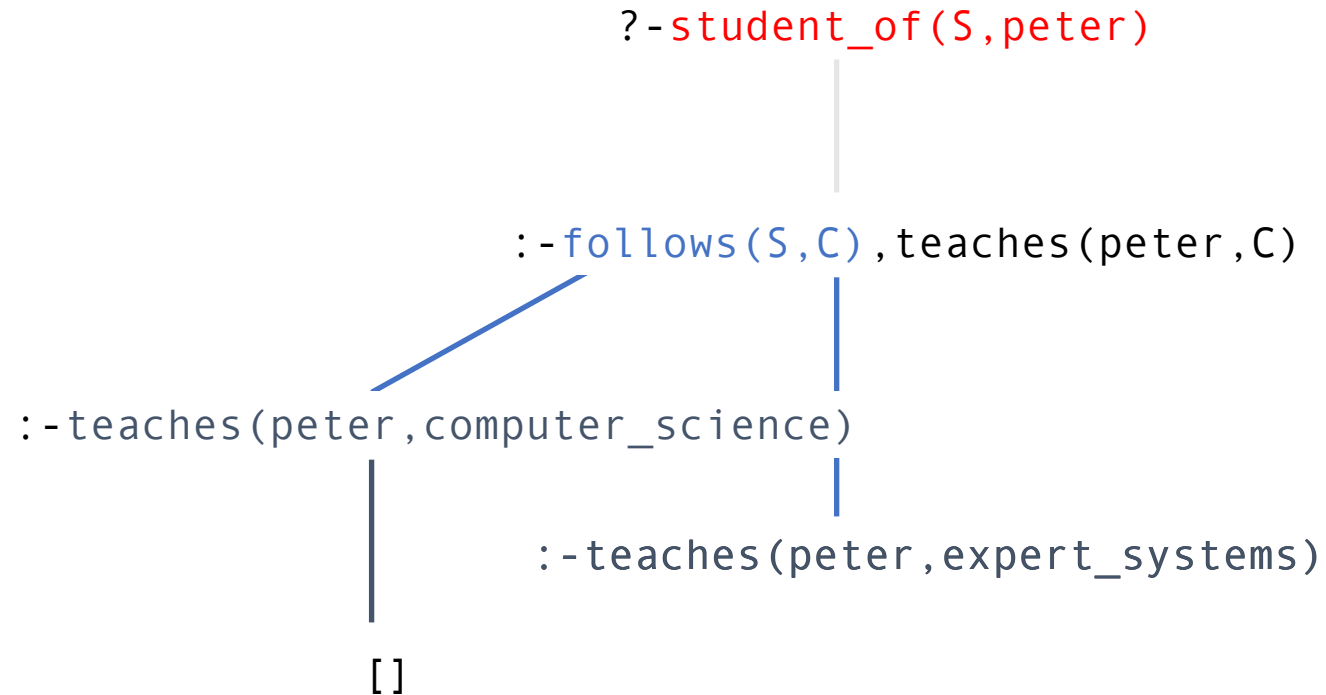 ?-student_of(S,peter)
:-follows(S,C),teaches(peter,C)
:-teaches(peter,computer_science)
:-teaches(peter,expert_systems)
[]